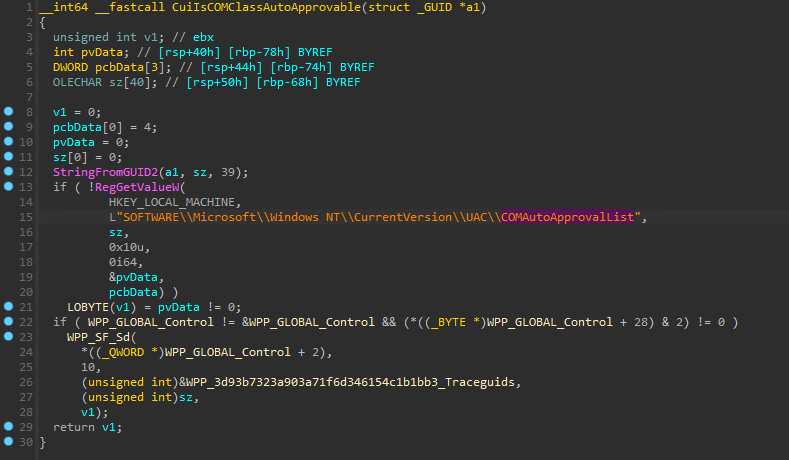 1 __int64 __fastcall CuiIsCOMClassAutoApprovable(struct _GUID *a1)
2 {
3 unsigned int v1; // ebx
4 int pvData; // [rsp+40h] [rbp-78h] BYREF
5 DWORD pcbData[3]; // [rsp+44h] [rbp-74h] BYREF
6 OLECHAR sz[40]; // [rsp+50h] [rbp-68h] BYREF
7
8 v1 = 0;
9 pcbData[0] = 4;
10 pvData = 0;
11 sz[0] = 0;
12 StringFromGUID2(a1, sz, 39);
13 if ( !RegGetValueW(
14 HKEY_LOCAL_MACHINE,
15 L"SOFTWARE\\Microsoft\\Windows NT\\CurrentVersion\\UAC\\COMAutoApprovalList",
16 sz,
17 0x10u,
18 0i64,
19 &pvData,
20 pcbData) )
21 LOBYTE(v1) = pvData != 0;
22 if ( WPP_GLOBAL_Control != &WPP_GLOBAL_Control && (*((_BYTE *)WPP_GLOBAL_Control + 28) & 2) != 0 )
23 WPP_SF_Sd(
24 *((_QWORD *)WPP_GLOBAL_Control + 2),
25 10,
26 (unsigned int)&WPP_3d93b7323a903a71f6d346154c1b1bb3_Traceguids,
27 (unsigned int)sz,
28 v1);
29 return v1;
30 }